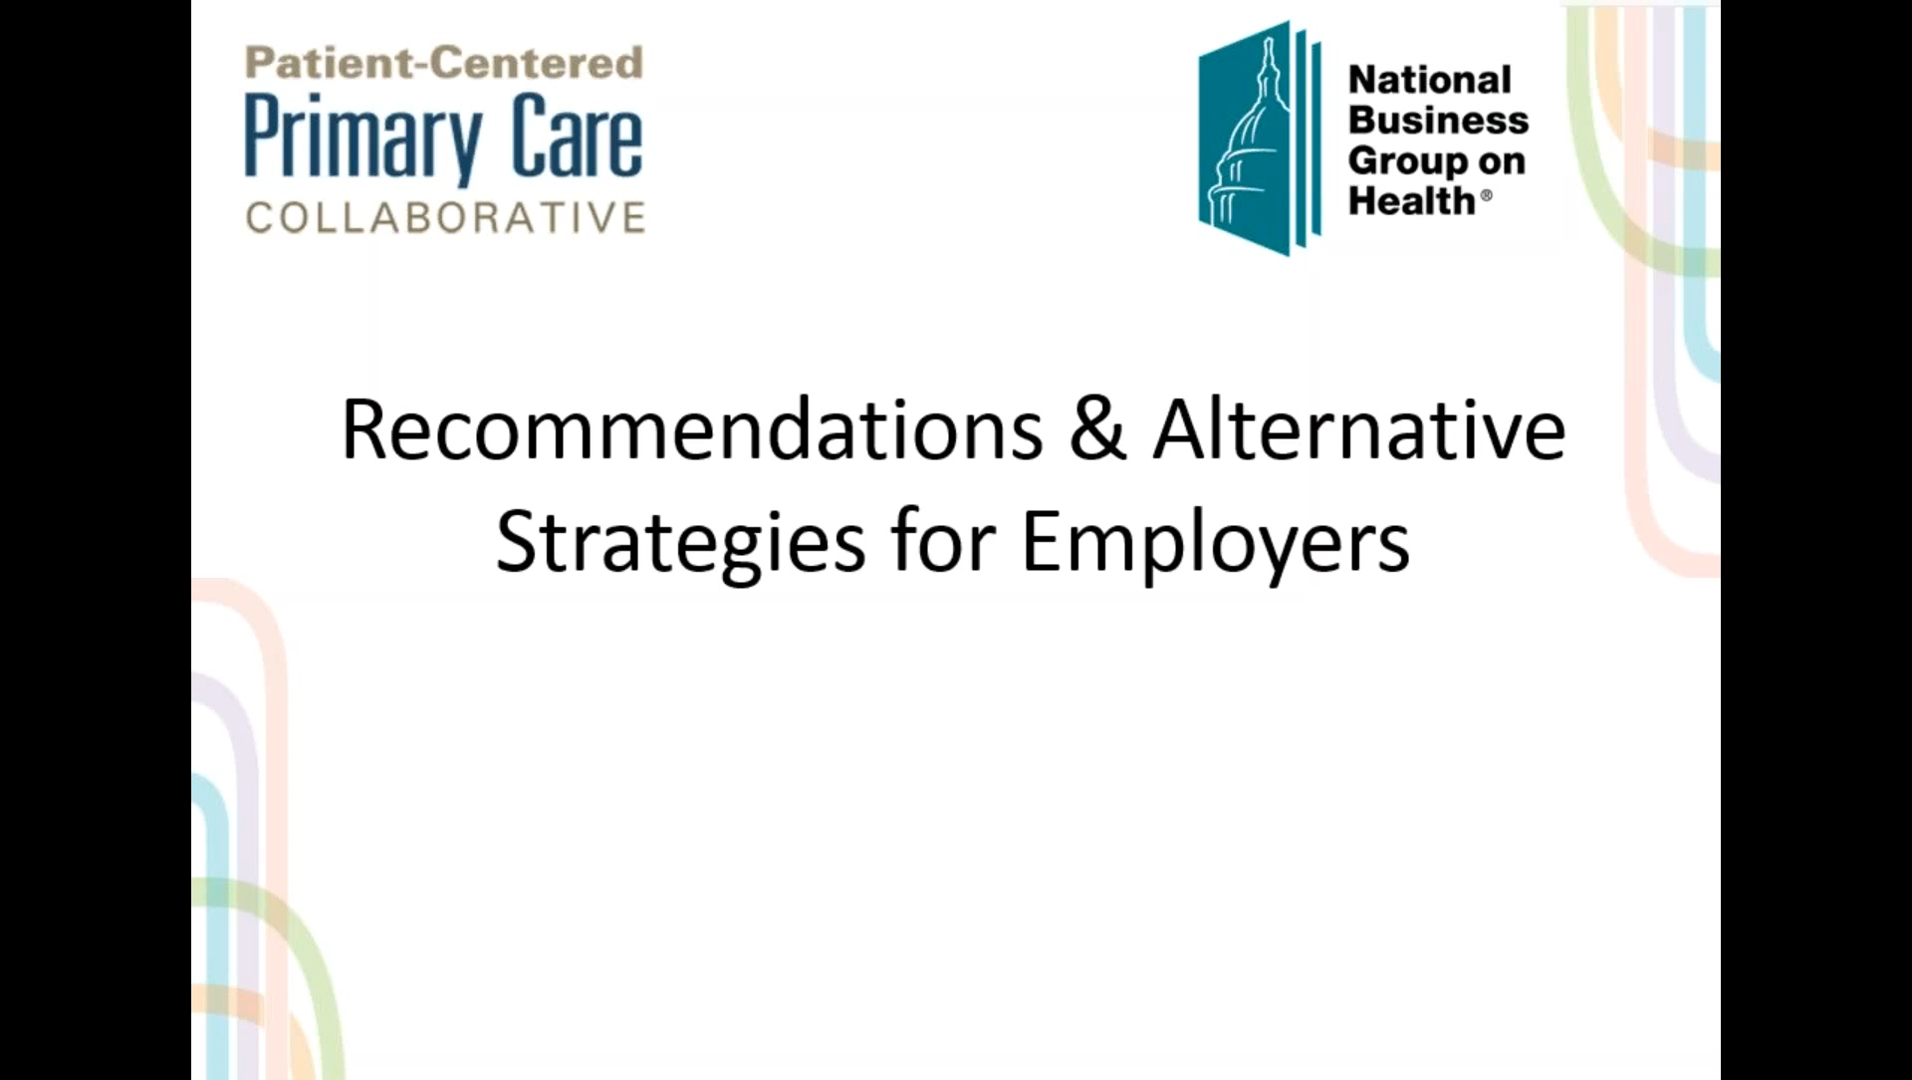 Patient-Centered
Primary Care
COLLABORATIVE
National
Business
Group on
Health®
Recommendations & Alternative
Strategies for Employers